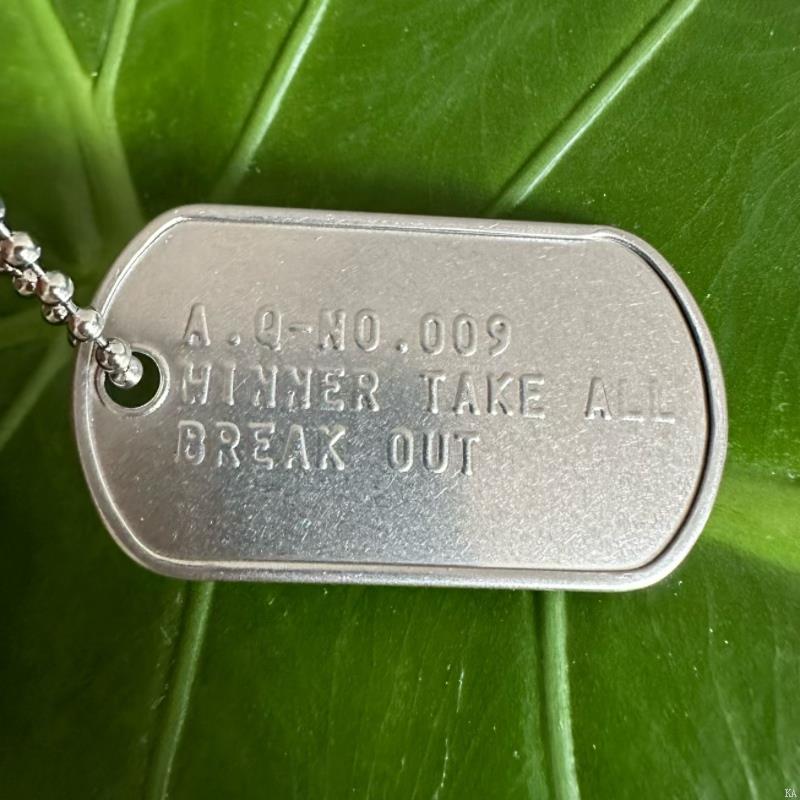 A.Q-NO.009
WINNER TAKE ALL
BREAK OUT
KA